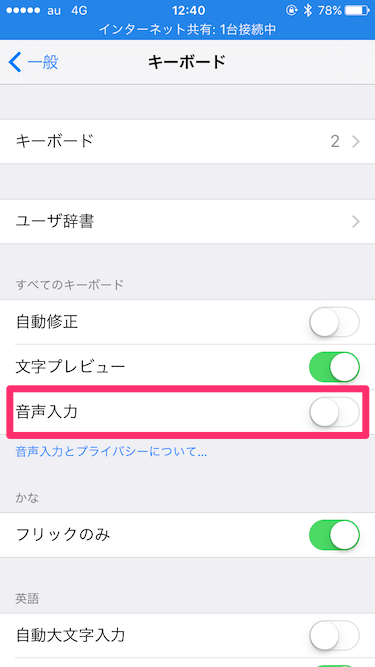 au 4G 12:40 78%
インターネット共有: 1台接続中
一般 キーボード
キーボード 2
ユーザ辞書
すべてのキーボード
自動修正
文字プレビュー
音声入力
音声入力とプライバシーについて...
かな
フリックのみ
英語
自動大文字入力